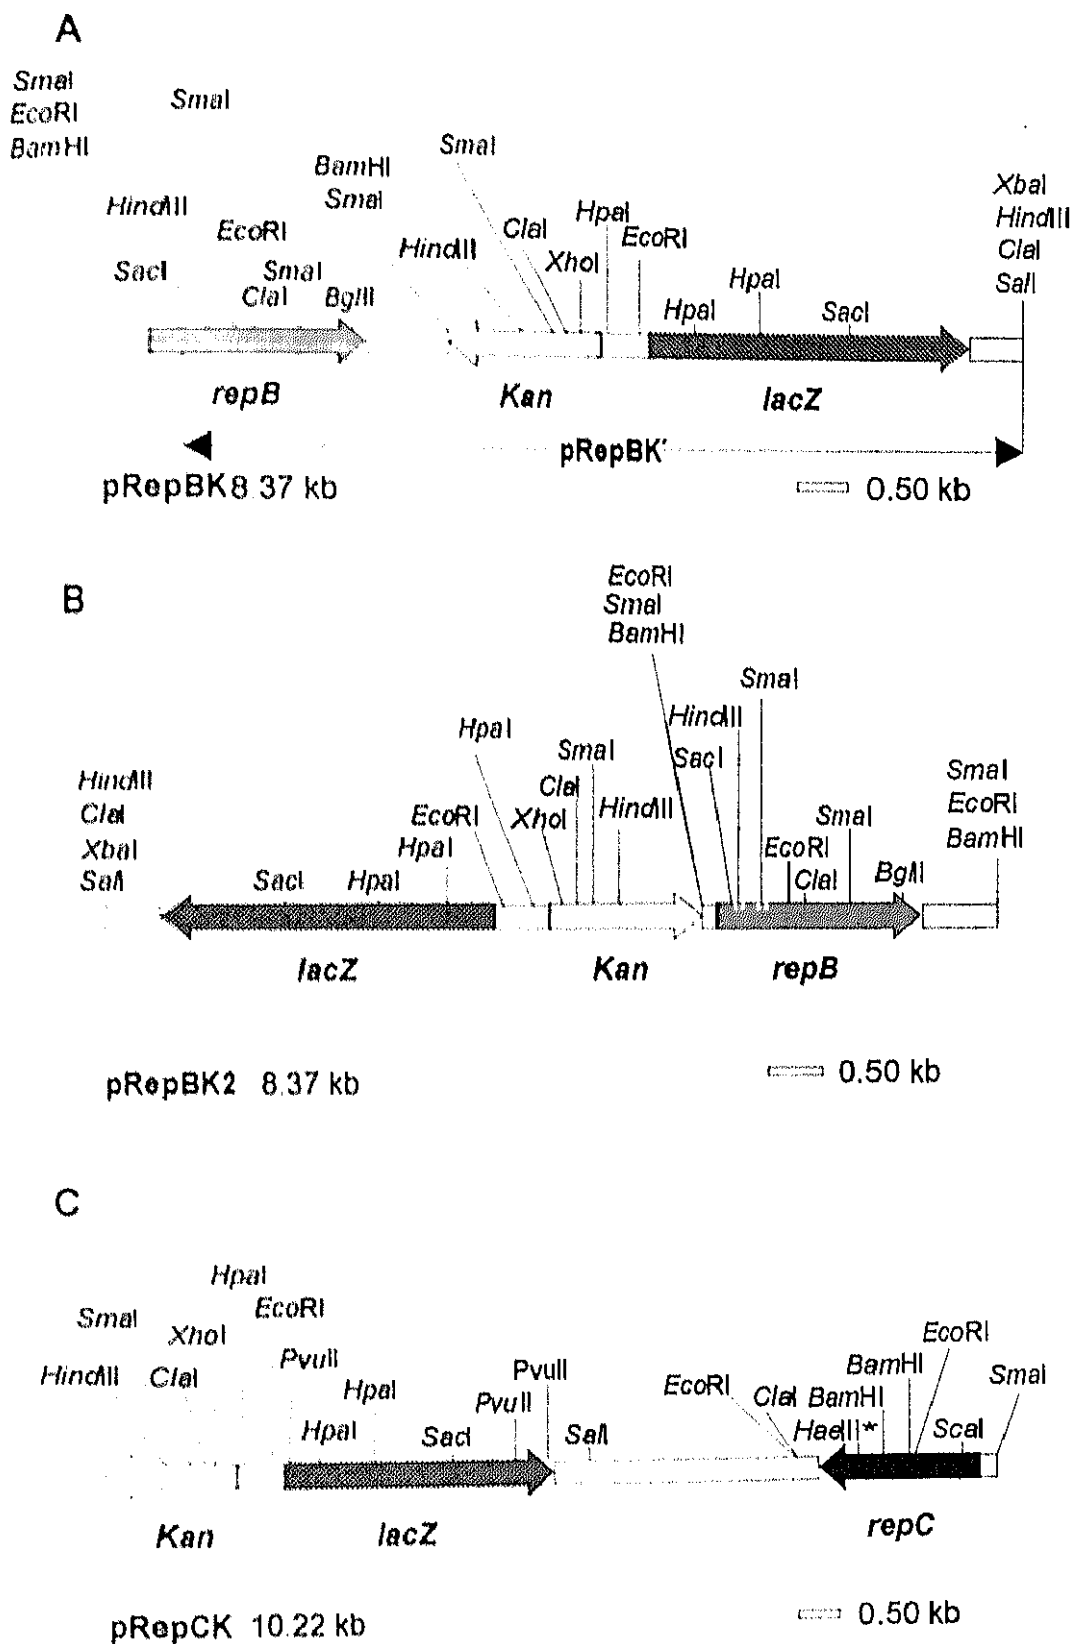 A
SmaI
EcoRI
BamHI
SmaI
HindIII
SacI
EcoRI
SmaI
ClaI
BamHI
SmaI
BglII
HindIII
SmaI
ClaI
XhoI
HpaI
EcoRI
HpaI
HpaI
SacI
XbaI
HindIII
ClaI
SalI
repB
Kan
lacZ
pRepBK'
pRepBK 8.37 kb
0.50 kb
B
HindIII
ClaI
XbaI
SalI
SacI
HpaI
HpaI
EcoRI
HpaI
XhoI
ClaI
SmaI
HindIII
EcoRI
SmaI
BamHI
SacI
HindIII
SmaI
EcoRI
ClaI
SmaI
BglII
SmaI
EcoRI
BamHI
lacZ
Kan
repB
pRepBK2 8.37 kb
0.50 kb
C
HindIII
SmaI
ClaI
XhoI
HpaI
EcoRI
PvuII
HpaI
HpaI
SacI
PvuII
PvuII
SalI
EcoRI
ClaI
HaeIII*
BamHI
BamHI
EcoRI
ScaI
SmaI
Kan
lacZ
repC
pRepCK 10.22 kb
0.50 kb